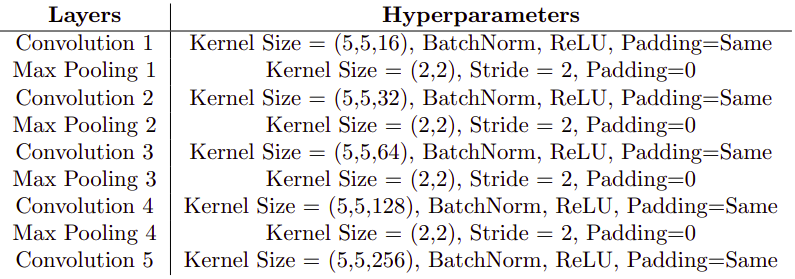 Layers Hyperparameters
Convolution 1 Kernel Size = (5,5,16), BatchNorm, ReLU, Padding=Same
Max Pooling 1 Kernel Size = (2,2), Stride = 2, Padding=0
Convolution 2 Kernel Size = (5,5,32), BatchNorm, ReLU, Padding=Same
Max Pooling 2 Kernel Size = (2,2), Stride = 2, Padding=0
Convolution 3 Kernel Size = (5,5,64), BatchNorm, ReLU, Padding=Same
Max Pooling 3 Kernel Size = (2,2), Stride = 2, Padding=0
Convolution 4 Kernel Size = (5,5,128), BatchNorm, ReLU, Padding=Same
Max Pooling 4 Kernel Size = (2,2), Stride = 2, Padding=0
Convolution 5 Kernel Size = (5,5,256), BatchNorm, ReLU, Padding=Same